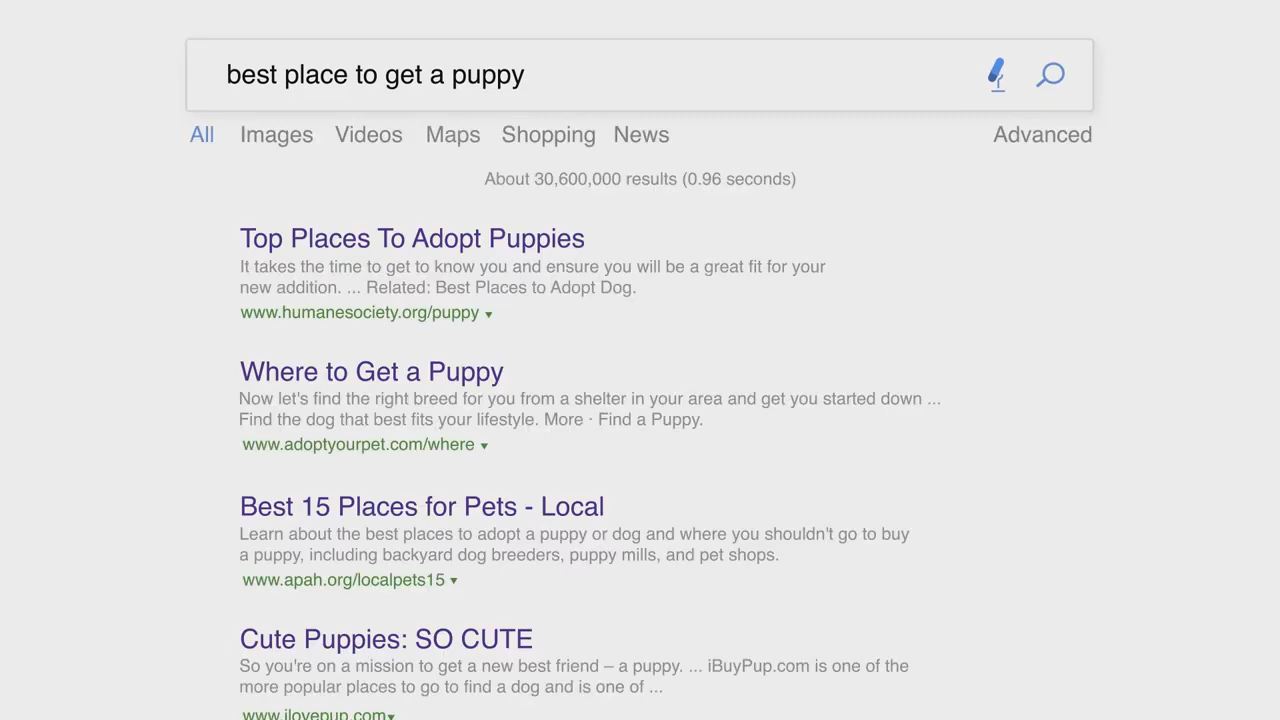 best place to get a puppy
All Images Videos Maps Shopping News Advanced
About 30,600,000 results (0.96 seconds)
Top Places To Adopt Puppies
It takes the time to get to know you and ensure you will be a great fit for your
new addition. ... Related: Best Places to Adopt Dog.
www.humanesociety.org/puppy
Where to Get a Puppy
Now let's find the right breed for you from a shelter in your area and get you started down ...
Find the dog that best fits your lifestyle. More · Find a Puppy.
www.adoptyourpet.com/where
Best 15 Places for Pets - Local
Learn about the best places to adopt a puppy or dog and where you shouldn't go to buy
a puppy, including backyard dog breeders, puppy mills, and pet shops.
www.apah.org/localpets15
Cute Puppies: SO CUTE
So you're on a mission to get a new best friend – a puppy. ... iBuyPup.com is one of the
more popular places to go to find a dog and is one of ...
www.ilovepup.com